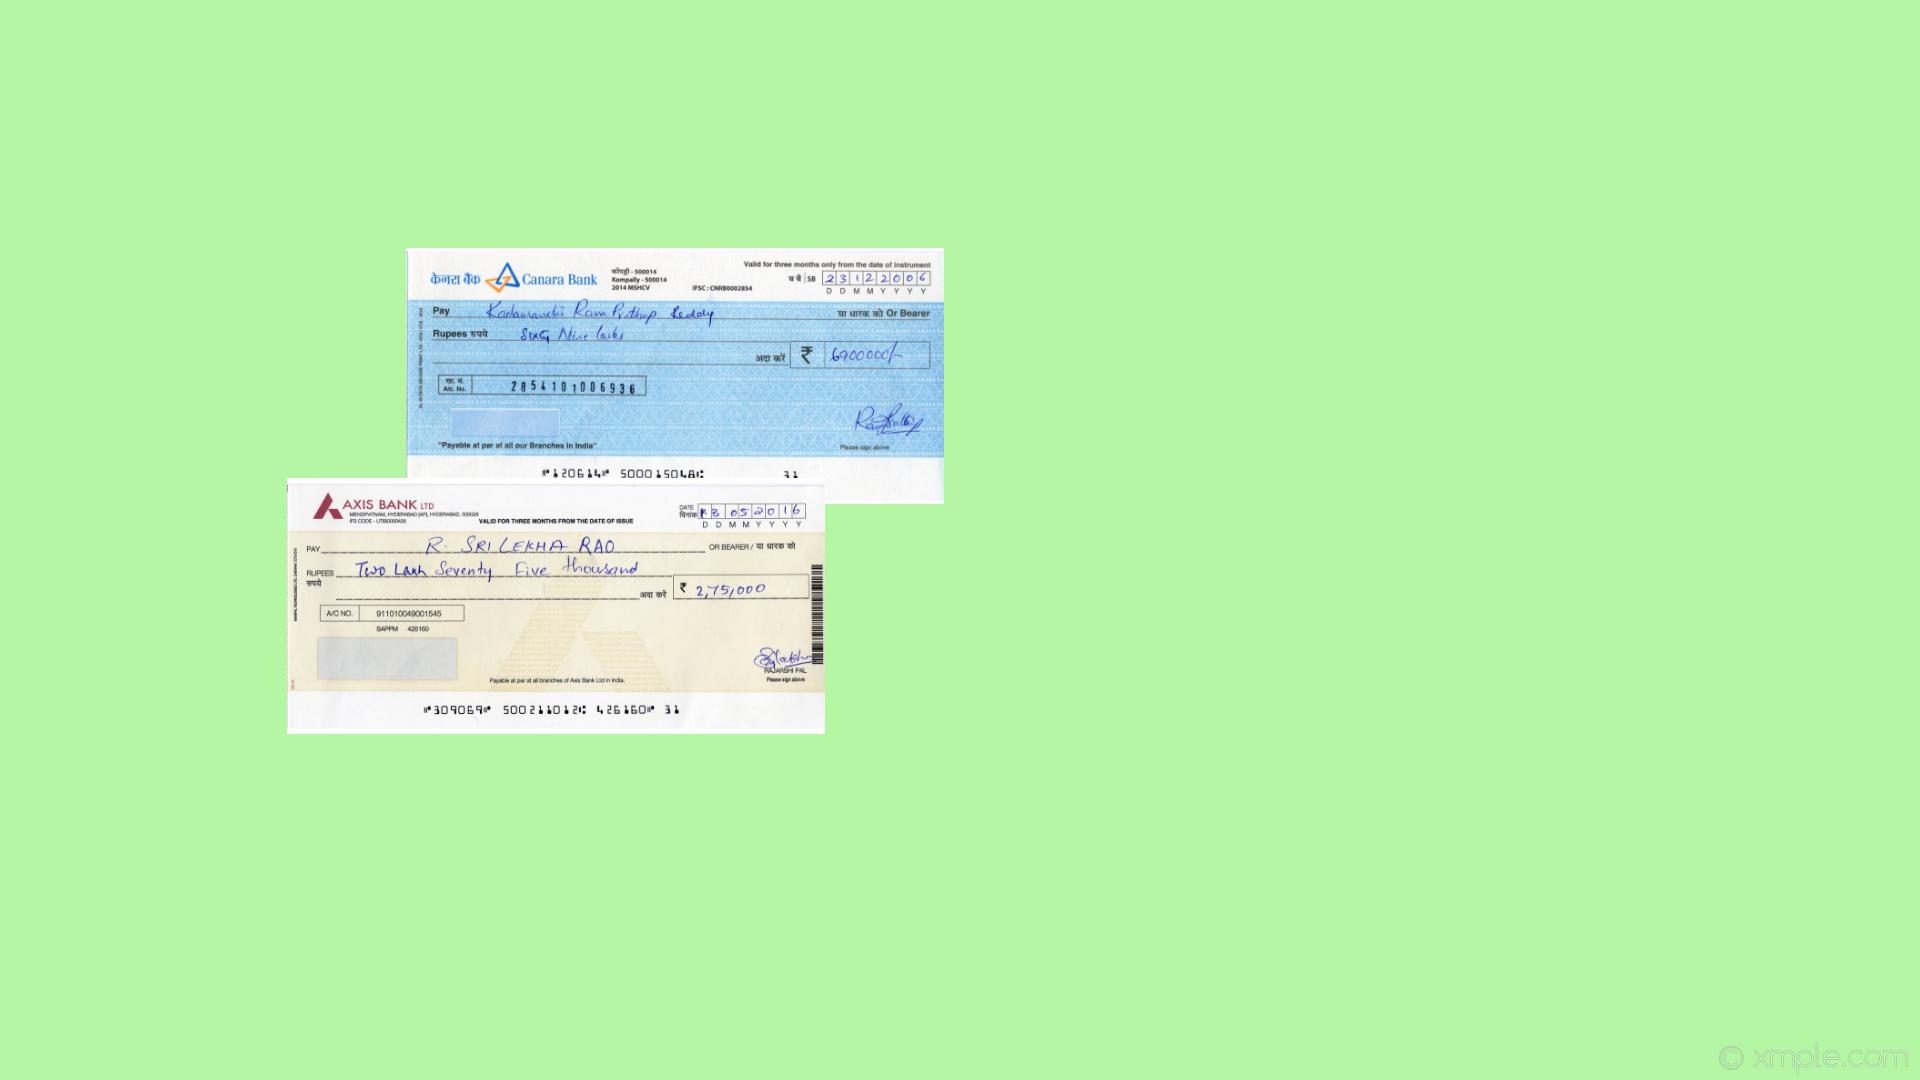 Valid for three months only from the date of instrument
केनरा बैंक Canara Bank
कोंपल्ली - 500014
Kompally - 500014
2014 MSHCV
IFSC : CNRB0002854
SB 23122006
D D M M Y Y Y Y
Pay Kadamanchi Ram Prathap Reddy या धारक को Or Bearer
Rupees रुपये Sixty Nine lacks
अदा करें ₹ 6900000/-
खा. सं.
A/c. No. 2854101006936
"Payable at par at all our Branches in India"
Please sign above
⑈120614⑈ 500015048⑆ 31
AXIS BANK LTD
MEHDIPATNAM, HYDERABAD [AP], HYDERABAD, 500028
IFS CODE - UTIB0000426
VALID FOR THREE MONTHS FROM THE DATE OF ISSUE
DATE
दिनांक 052016
D D M M Y Y Y Y
PAY R. SRI LEKHA RAO OR BEARER / या धारक को
RUPEES Two Lakh Seventy Five thousand
रुपये अदा करें ₹ 2,75,000
A/C NO. 911010049001545
SAPPM 426160
RAJARSHI PAL
Please sign above
Payable at par at all branches of Axis Bank Ltd in India.
⑈309069⑈ 500211012⑆ 426160⑈ 31
© xmple.com